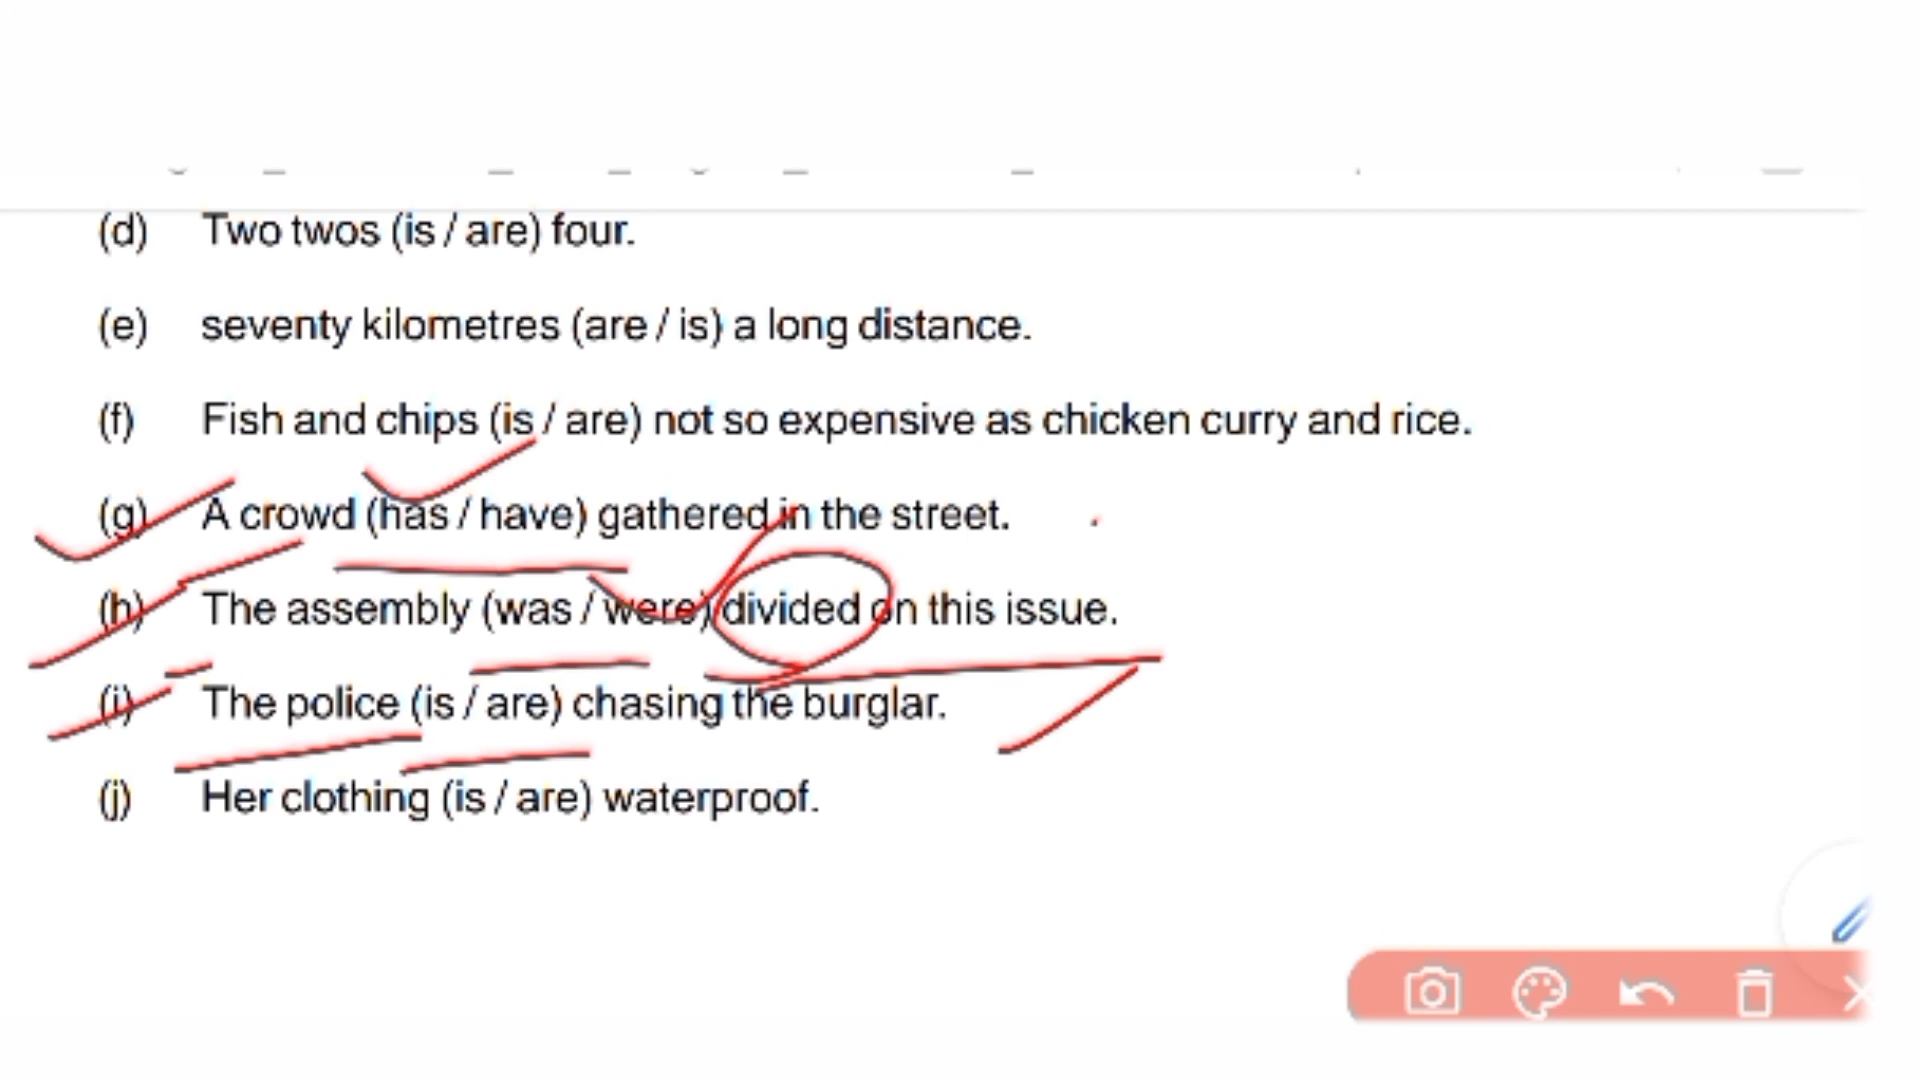 (d) Two twos (is / are) four.
(e) seventy kilometres (are / is) a long distance.
(f) Fish and chips (is / are) not so expensive as chicken curry and rice.
(g) A crowd (has / have) gathered in the street.
(h) The assembly (was / were) divided on this issue.
(i) The police (is / are) chasing the burglar.
(j) Her clothing (is / are) waterproof.